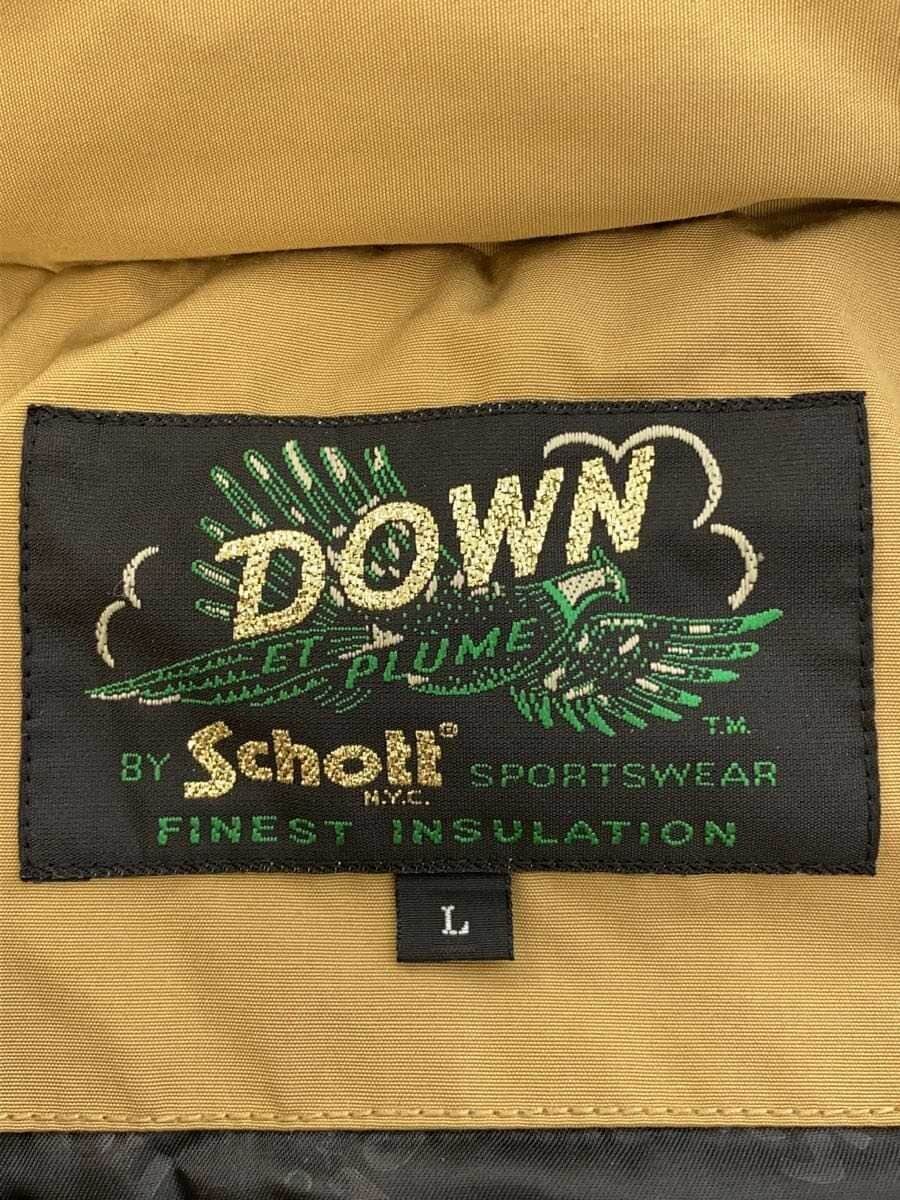 DOWN
ET PLUME
T.M.
BY Schott® SPORTSWEAR
N.Y.C.
FINEST INSULATION
L